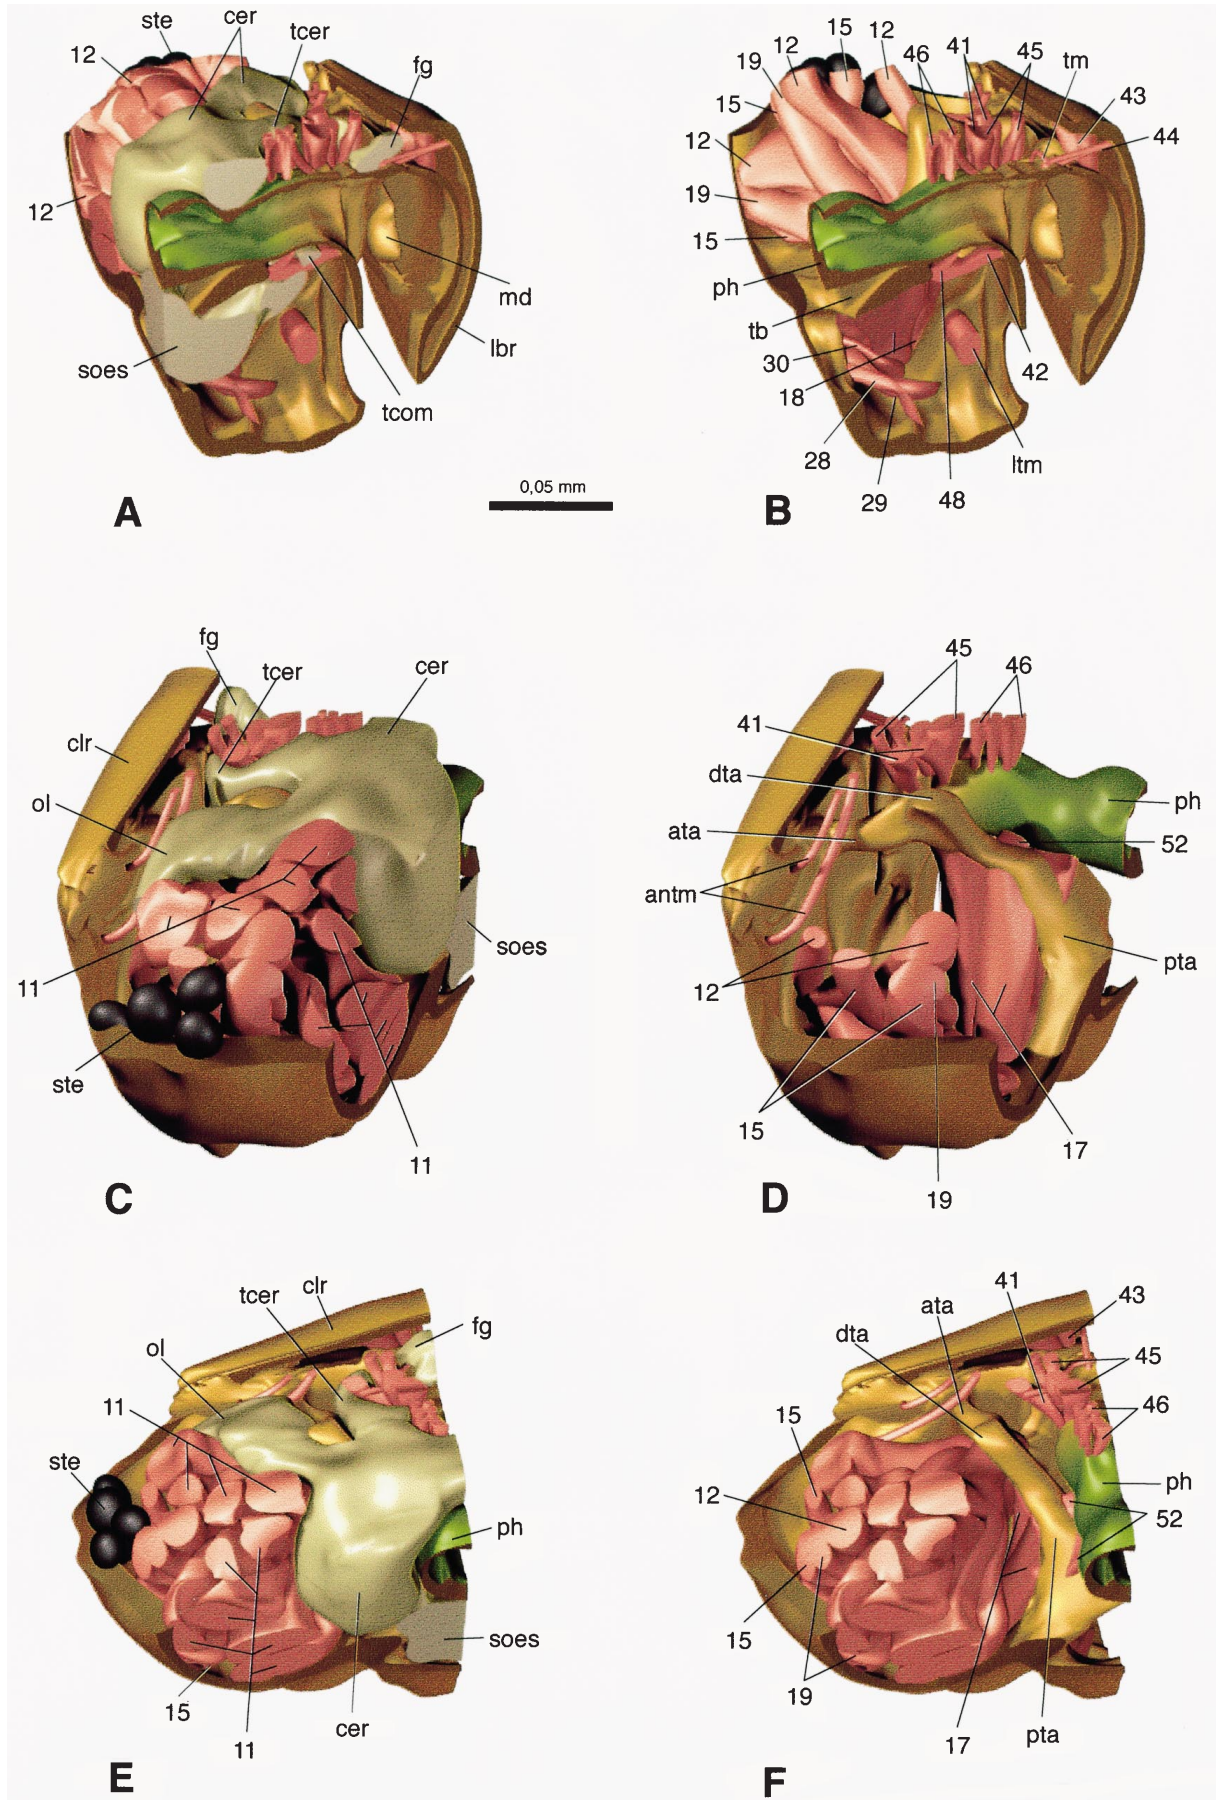 ste
cer
tcer
12
fg
12
md
lbr
soes
tcom
A
0,05 mm
12
15
12
19
46
41
45
tm
15
43
12
44
19
15
ph
tb
30
18
42
28
ltm
29
48
B
fg
tcer
cer
clr
ol
soes
11
ste
11
C
45
46
41
dta
ph
ata
52
antm
pta
12
15
17
19
D
clr
tcer
fg
ol
11
ste
ph
soes
15
cer
11
E
41
43
ata
dta
45
46
15
12
ph
52
15
19
pta
17
F